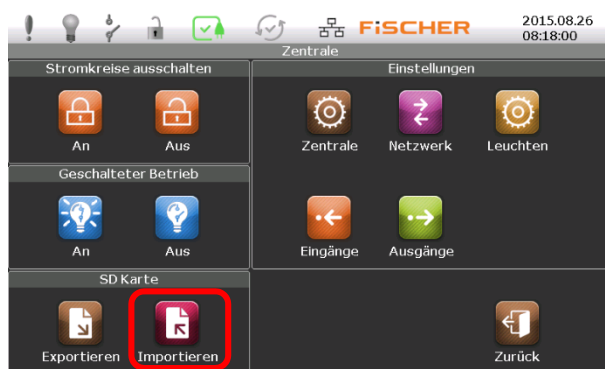 FiSCHER
2015.08.26
08:18:00
Zentrale
Stromkreise ausschalten
An
Aus
Geschalteter Betrieb
An
Aus
SD Karte
Exportieren
Importieren
Einstellungen
Zentrale
Netzwerk
Leuchten
Eingänge
Ausgänge
Zurück